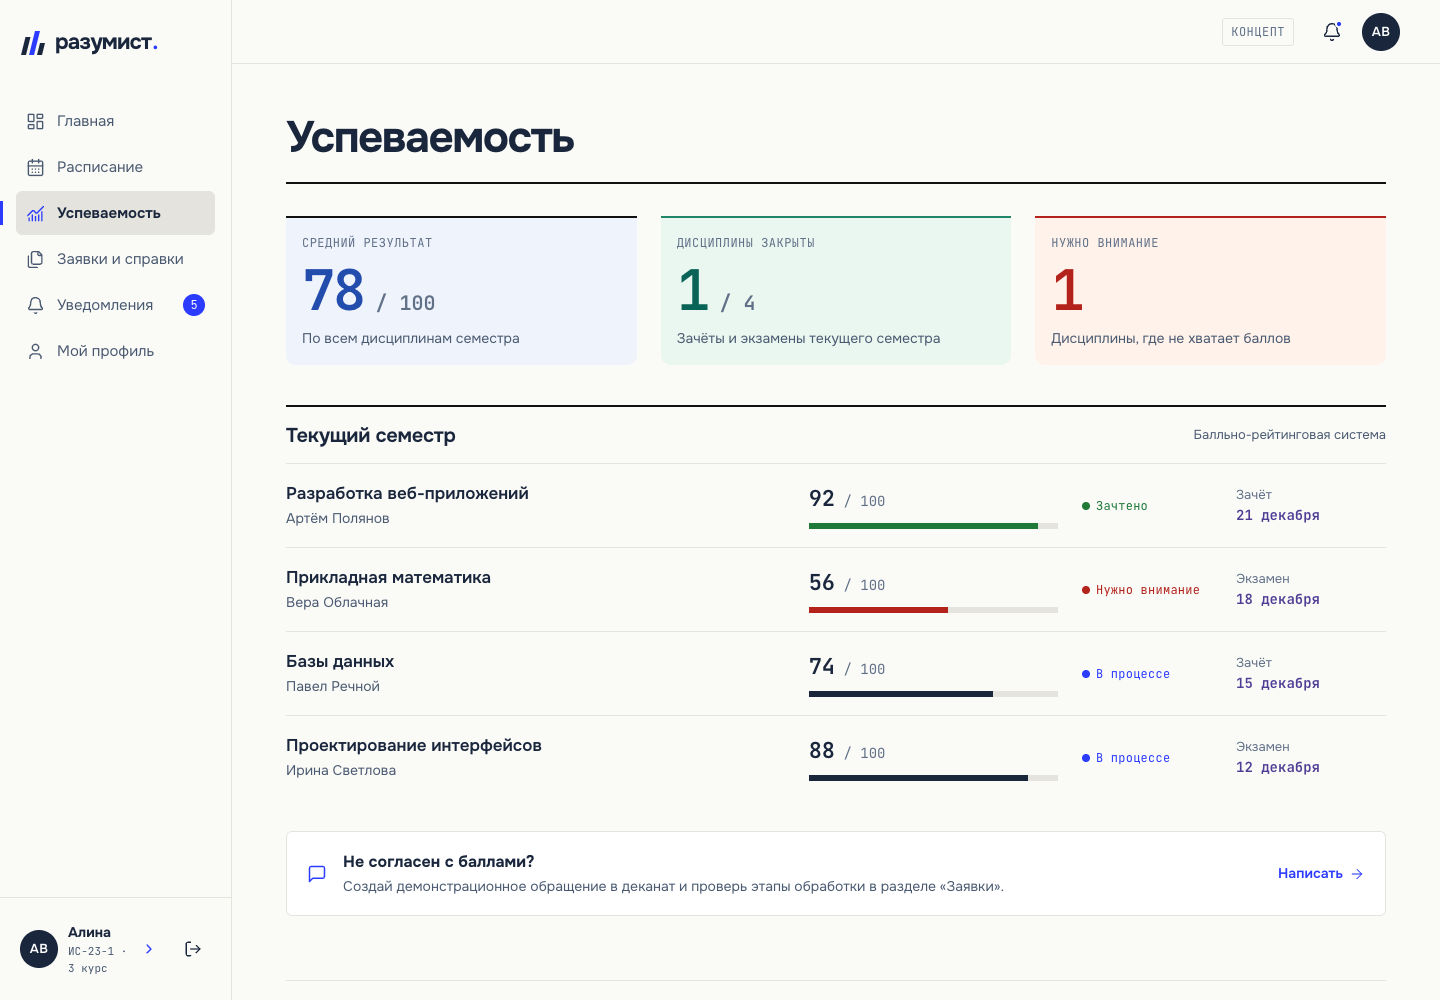 разумист.
КОНЦЕПТ
АВ
Главная
Расписание
Успеваемость
Заявки и справки
Уведомления
5
Мой профиль
Успеваемость
СРЕДНИЙ РЕЗУЛЬТАТ
78 / 100
По всем дисциплинам семестра
ДИСЦИПЛИНЫ ЗАКРЫТЫ
1 / 4
Зачёты и экзамены текущего семестра
НУЖНО ВНИМАНИЕ
1
Дисциплины, где не хватает баллов
Текущий семестр
Балльно-рейтинговая система
Разработка веб-приложений
Артём Полянов
92 / 100
Зачтено
Зачёт
21 декабря
Прикладная математика
Вера Облачная
56 / 100
Нужно внимание
Экзамен
18 декабря
Базы данных
Павел Речной
74 / 100
В процессе
Зачёт
15 декабря
Проектирование интерфейсов
Ирина Светлова
88 / 100
В процессе
Экзамен
12 декабря
Не согласен с баллами?
Создай демонстрационное обращение в деканат и проверь этапы обработки в разделе «Заявки».
Написать
АВ
Алина
ИС-23-1 ·
3 курс